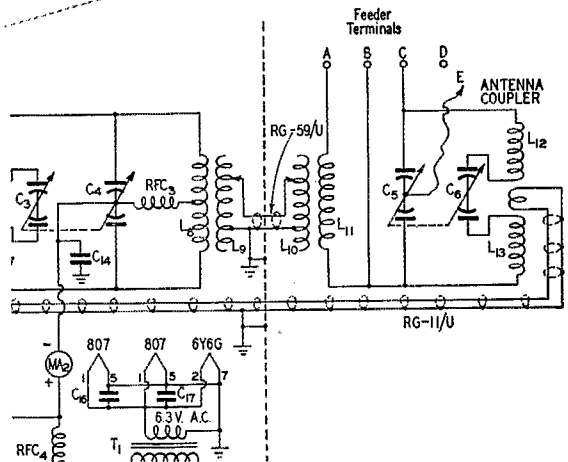 Feeder
Terminals
A B C D
E
ANTENNA
COUPLER
RG-59/U
L12
C3 C4 RFC3 C5 C6
L8 L9 L10 L11
L13
C14
RG-11/U
- 807 807 6Y6G
MA2
+
1 5 1 5 2 7
C16 C17
6.3 V. A.C.
T1
RFC4